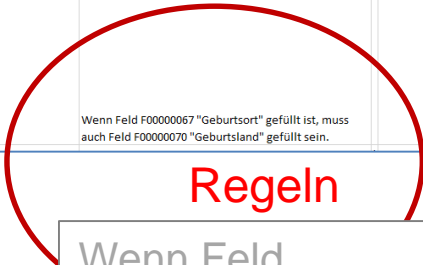 Wenn Feld F00000067 "Geburtsort" gefüllt ist, muss
auch Feld F00000070 "Geburtsland" gefüllt sein.
Regeln
Wenn Feld